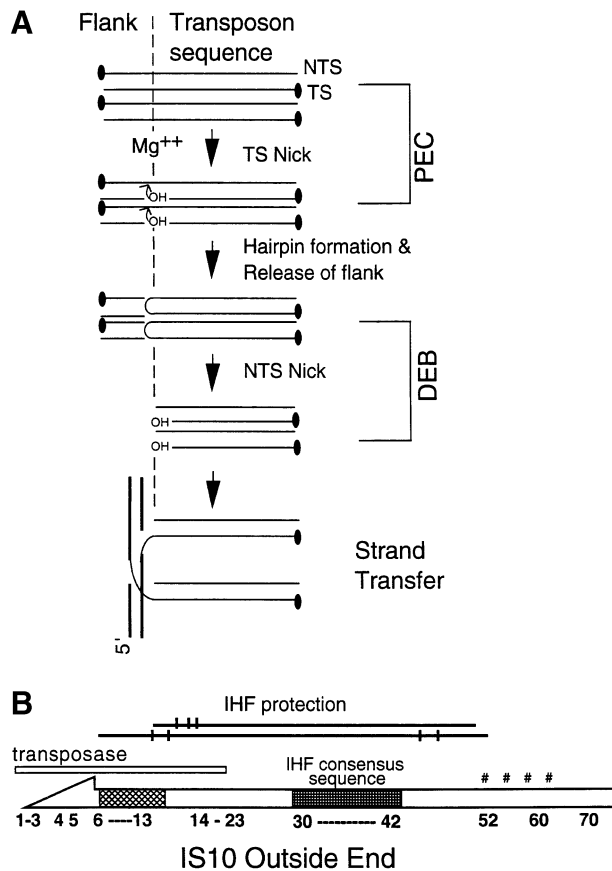 A
Flank
Transposon
sequence
NTS
TS
Mg++
TS Nick
PEC
OH
OH
Hairpin formation &
Release of flank
NTS Nick
DEB
OH
OH
Strand
Transfer
5'
B
IHF protection
transposase
IHF consensus
sequence
# # # #
1-3 4 5 6 ----13 14 - 23 30 ----------- 42 52 60 70
IS10 Outside End